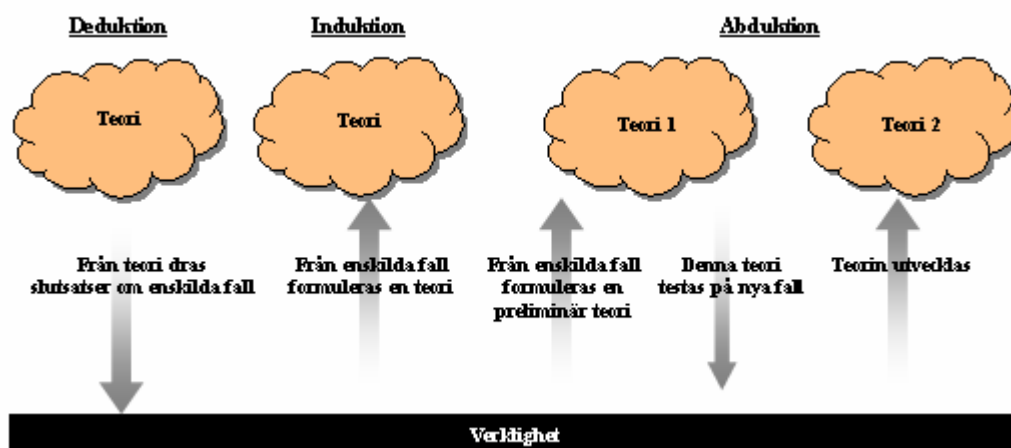 Deduktion
Induktion
Abduktion
Teori
Teori
Teori 1
Teori 2
Från teori dras
slutsatser om enskilda fall
Från enskilda fall
formuleras en teori
Från enskilda fall
formuleras en
preliminär teori
Denna teori
testas på nya fall
Teorin utvecklas
Verklighet